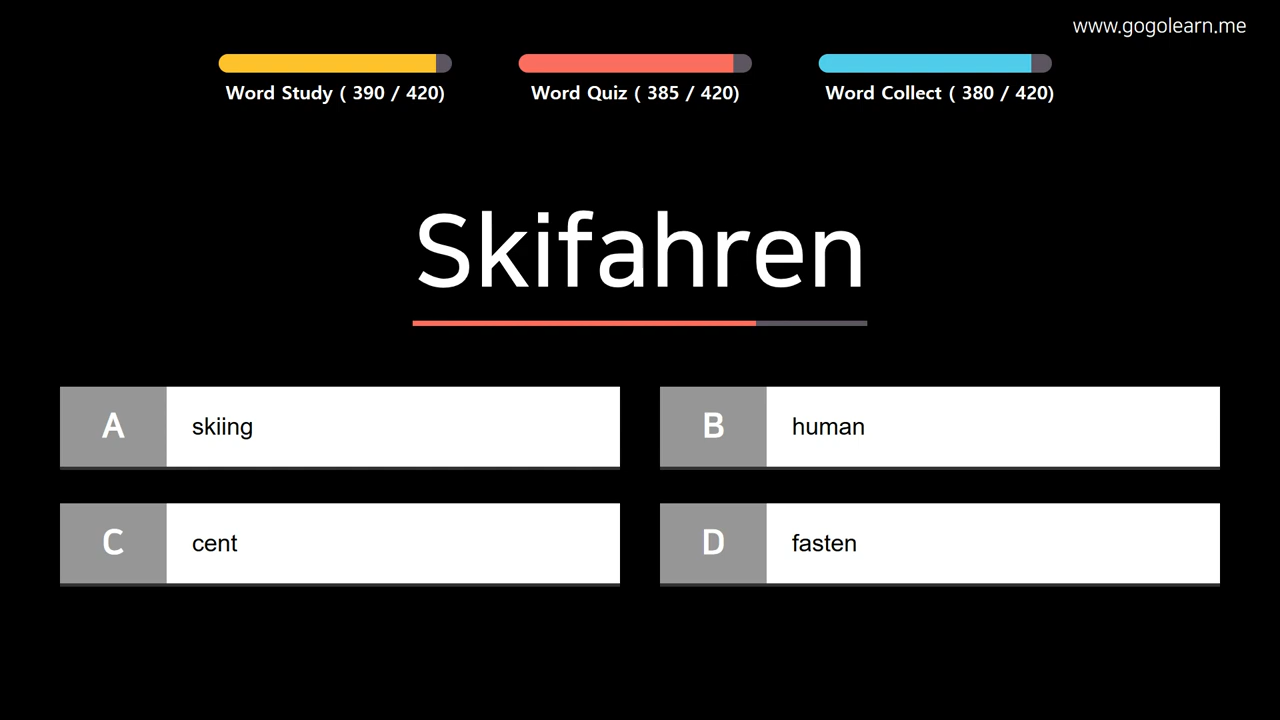 www.gogolearn.me
Word Study ( 390 / 420)
Word Quiz ( 385 / 420)
Word Collect ( 380 / 420)
Skifahren
A
skiing
B
human
C
cent
D
fasten